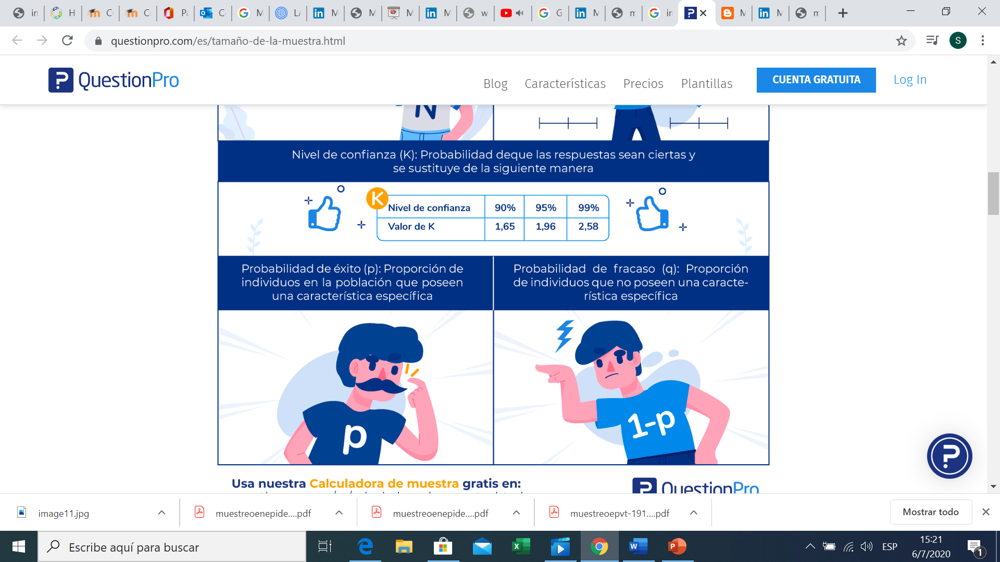 in
H
C
C
Pa
C
M
LA
M
M
M
M
w
G
M
m
in
M
M
m
questionpro.com/es/tamaño-de-la-muestra.html
S
QuestionPro
Blog
Características
Precios
Plantillas
CUENTA GRATUITA
Log In
N
Nivel de confianza (K): Probabilidad deque las respuestas sean ciertas y
se sustituye de la siguiente manera
K
Nivel de confianza 90% 95% 99%
Valor de K 1,65 1,96 2,58
Probabilidad de éxito (p): Proporción de
individuos en la población que poseen
una característica específica
Probabilidad de fracaso (q): Proporción
de individuos que no poseen una caracte-
rística específica
p
1-p
Usa nuestra Calculadora de muestra gratis en:
QuestionPro
image11.jpg
muestreoenepide....pdf
muestreoenepide....pdf
muestreoepvt-191....pdf
Mostrar todo
Escribe aquí para buscar
ESP
15:21
6/7/2020
1